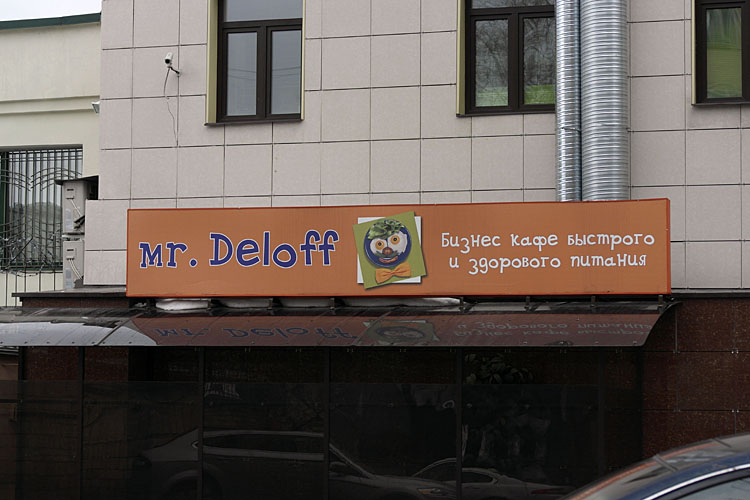 Mr. Deloff
Бизнес кафе быстрого
и здорового питания